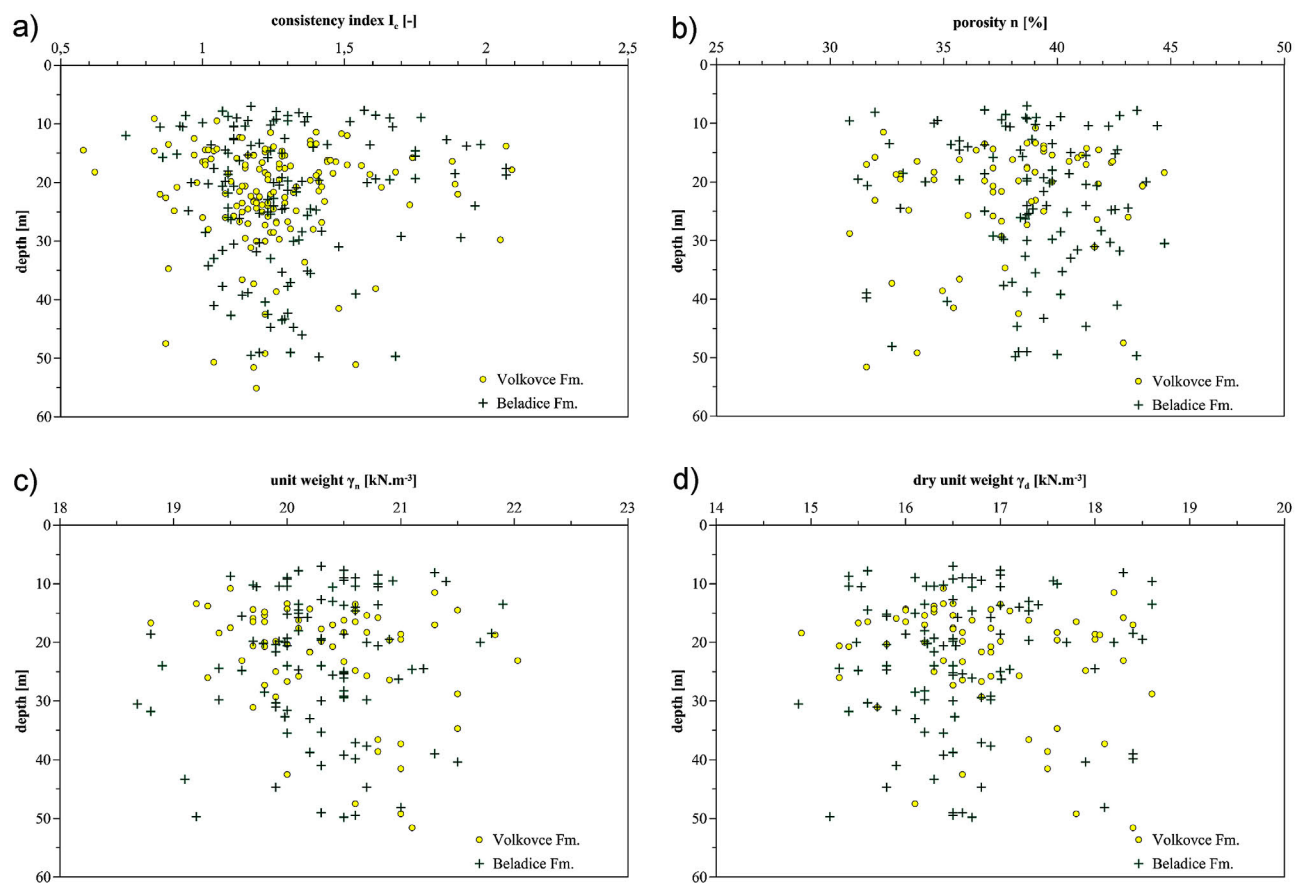 a)
consistency index I_c [-]
0,5 1 1,5 2 2,5
0
10
20
30
40
50
60
depth [m]
Volkovce Fm.
Beladice Fm.
b)
porosity n [%]
25 30 35 40 45 50
0
10
20
30
40
50
60
depth [m]
Volkovce Fm.
Beladice Fm.
c)
unit weight γ_n [kN.m⁻³]
18 19 20 21 22 23
0
10
20
30
40
50
60
depth [m]
Volkovce Fm.
Beladice Fm.
d)
dry unit weight γ_d [kN.m⁻³]
14 15 16 17 18 19 20
0
10
20
30
40
50
60
depth [m]
Volkovce Fm.
Beladice Fm.